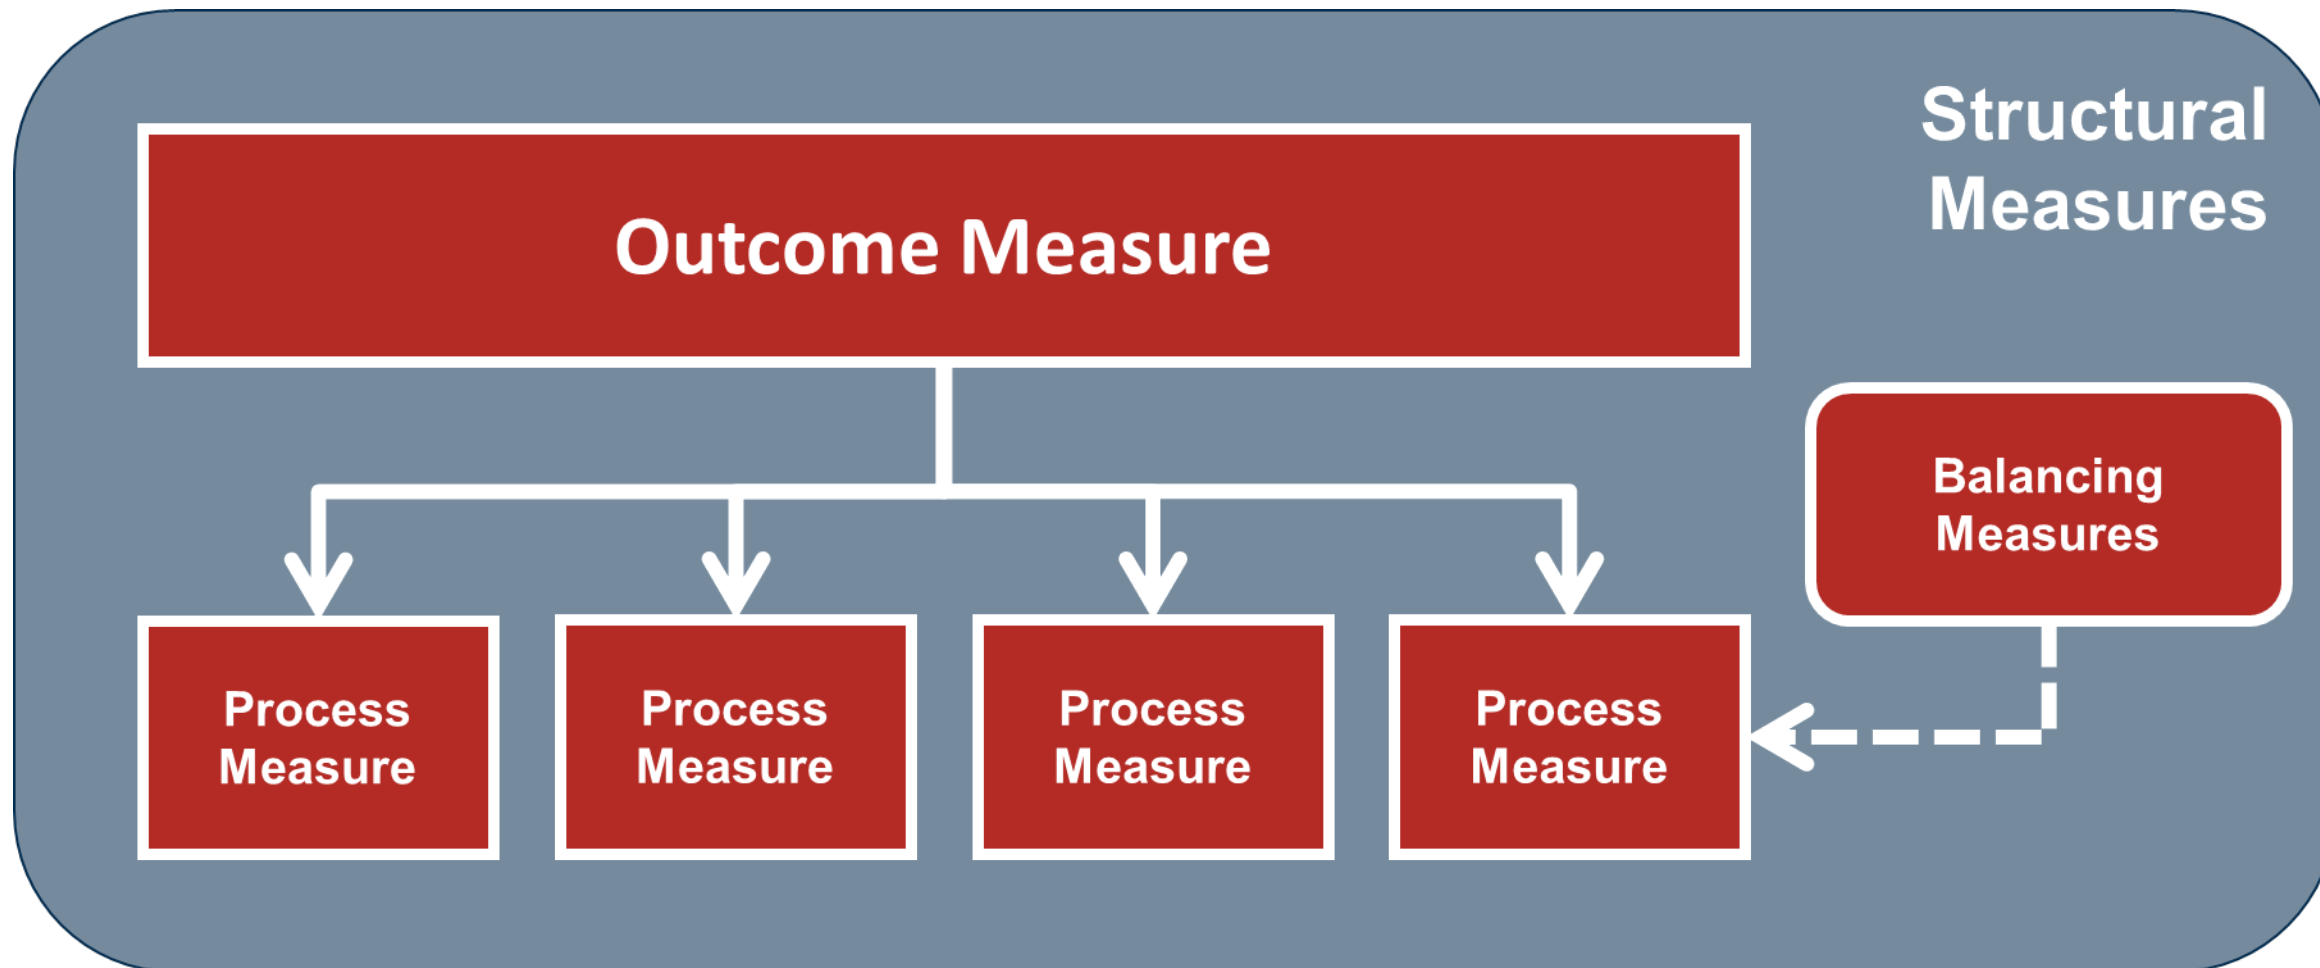 Structural
Measures
Outcome Measure
Balancing
Measures
Process
Measure
Process
Measure
Process
Measure
Process
Measure